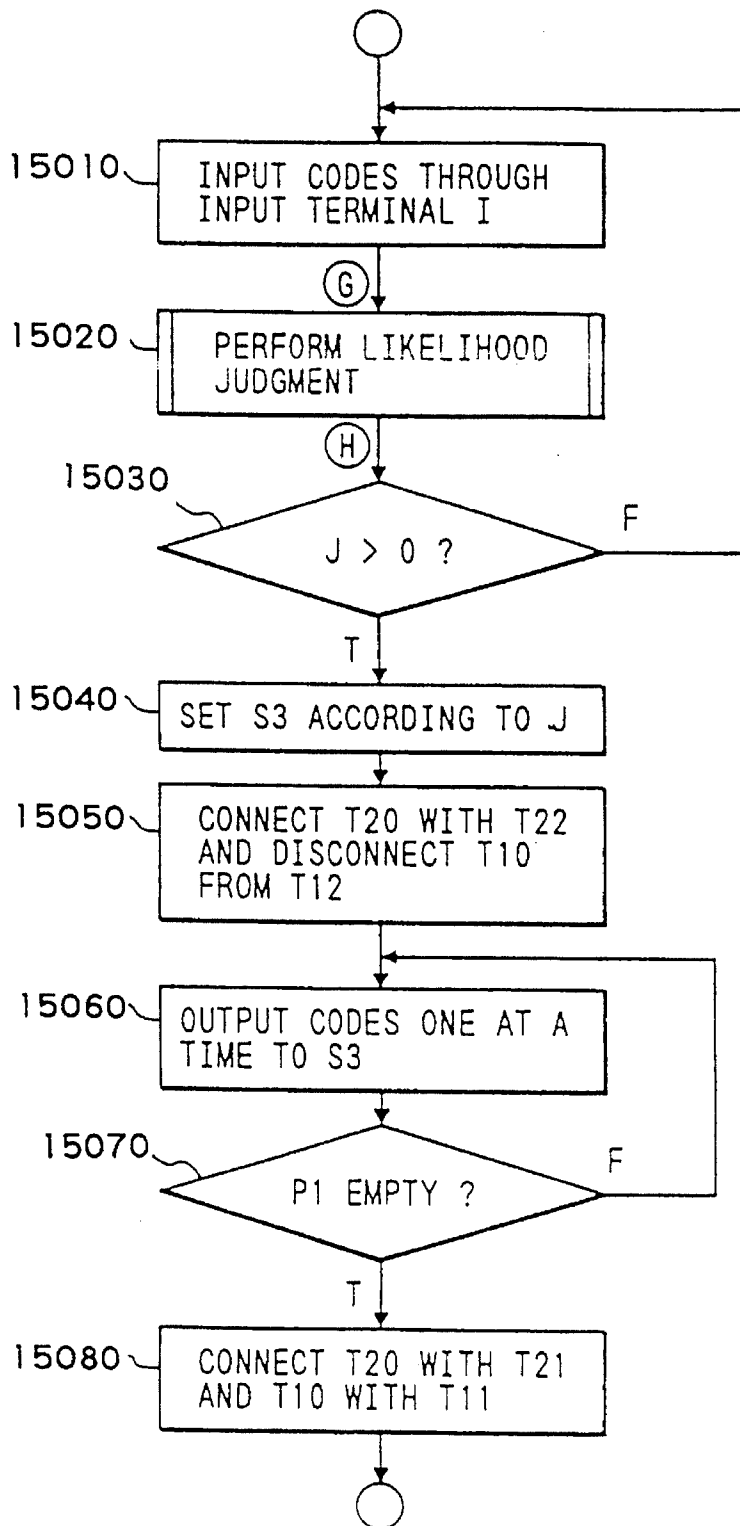 15010
INPUT CODES THROUGH
INPUT TERMINAL I
G
15020
PERFORM LIKELIHOOD
JUDGMENT
H
15030
J > 0 ?
F
T
15040
SET S3 ACCORDING TO J
15050
CONNECT T20 WITH T22
AND DISCONNECT T10
FROM T12
15060
OUTPUT CODES ONE AT A
TIME TO S3
15070
P1 EMPTY ?
F
T
15080
CONNECT T20 WITH T21
AND T10 WITH T11